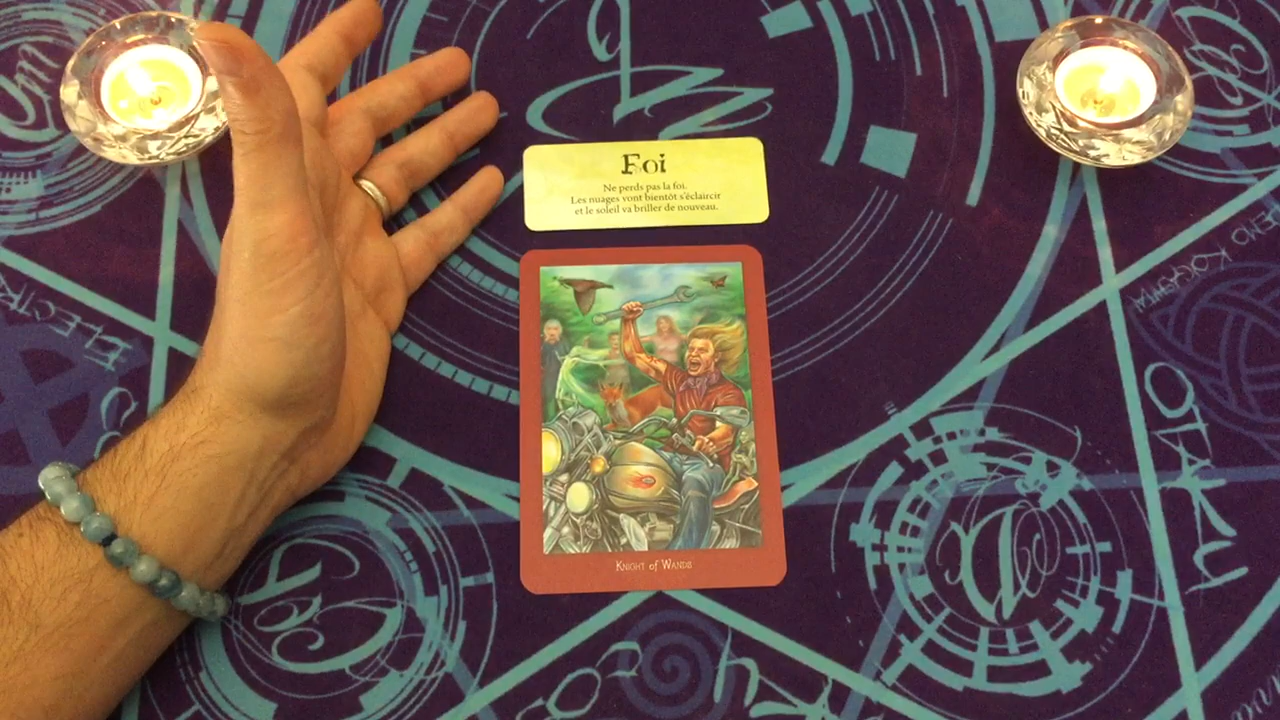 Foi
Ne perds pas la foi.
Les nuages vont bientôt s'éclaircir
et le soleil va briller de nouveau.
Knight of Wands
OTAKU